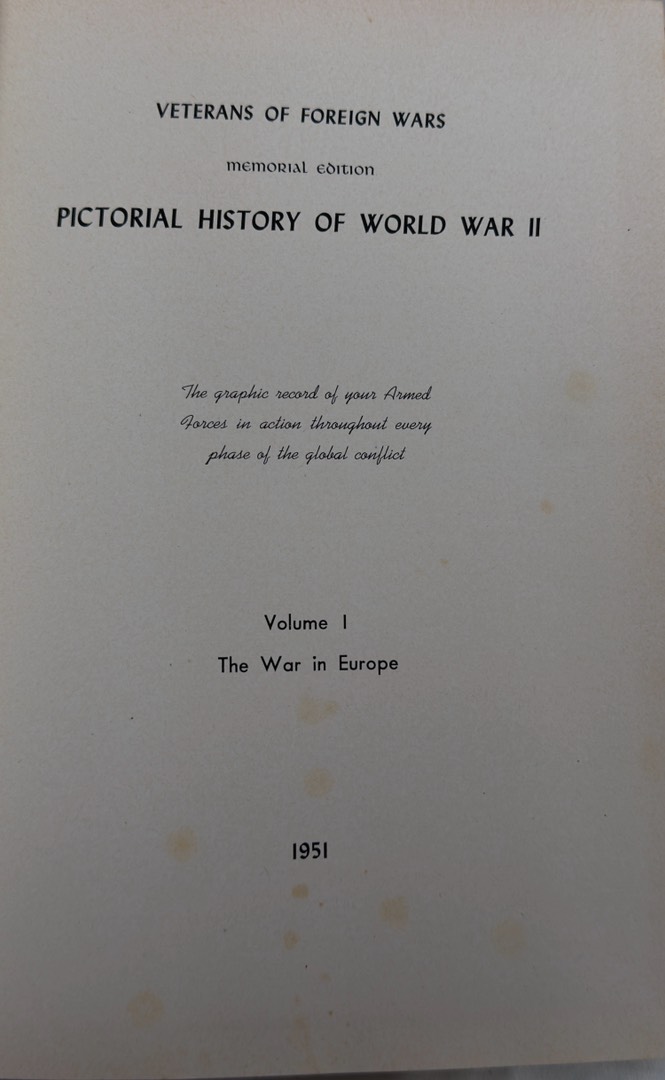 VETERANS OF FOREIGN WARS
MEMORIAL EDITION
PICTORIAL HISTORY OF WORLD WAR II
The graphic record of your Armed
Forces in action throughout every
phase of the global conflict
Volume I
The War in Europe
1951